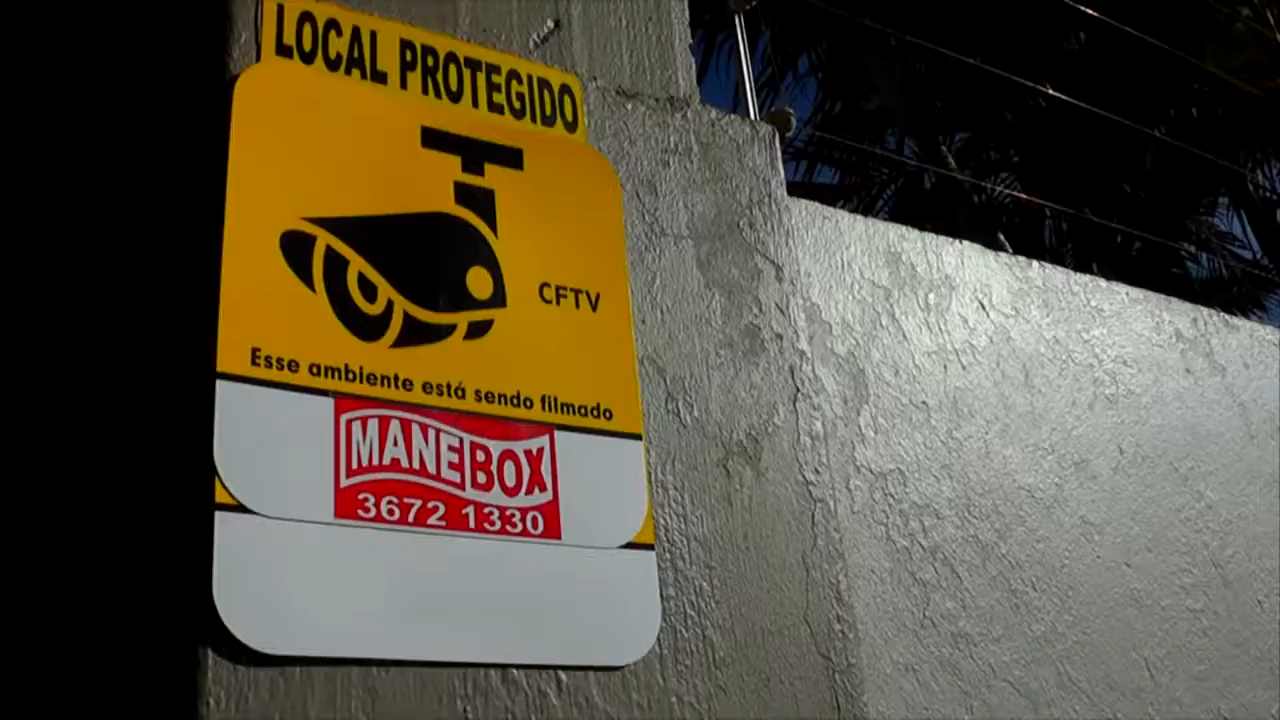 LOCAL PROTEGIDO
CFTV
Esse ambiente está sendo filmado
MANEBOX
3672 1330